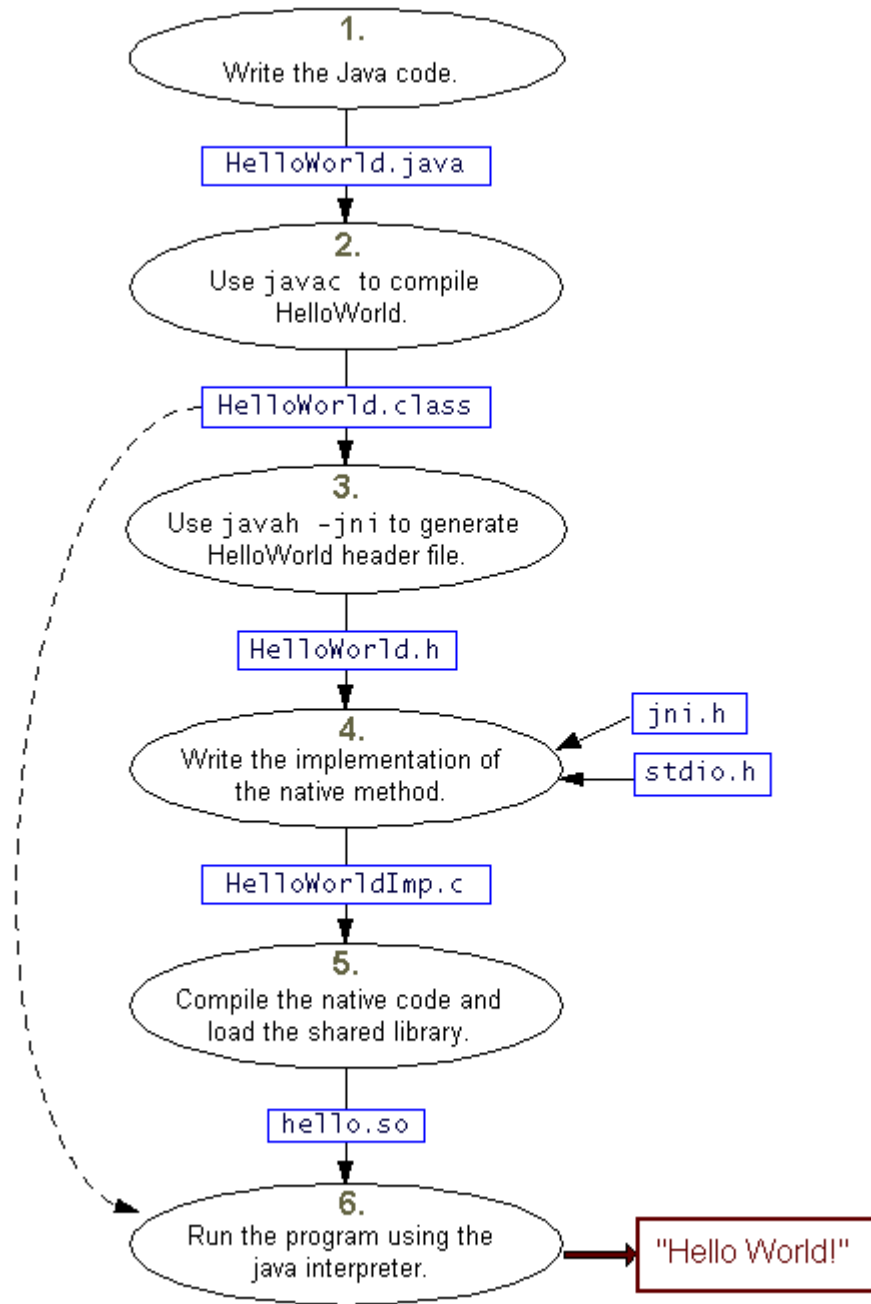 1.
Write the Java code.
HelloWorld.java
2.
Use javac to compile
HelloWorld.
HelloWorld.class
3.
Use javah -jni to generate
HelloWorld header file.
HelloWorld.h
4.
Write the implementation of
the native method.
jni.h
stdio.h
HelloWorldImp.c
5.
Compile the native code and
load the shared library.
hello.so
6.
Run the program using the
java interpreter.
"Hello World!"